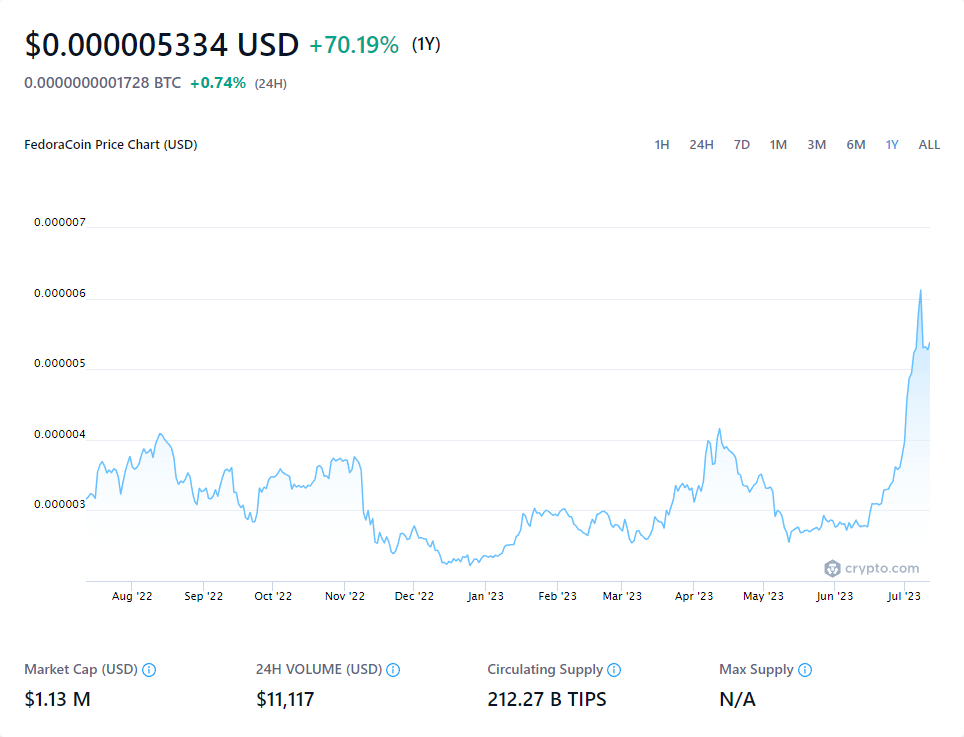 $0.000005334 USD +70.19% (1Y)
0.0000000001728 BTC +0.74% (24H)
FedoraCoin Price Chart (USD) 1H 24H 7D 1M 3M 6M 1Y ALL
0.000007
0.000006
0.000005
0.000004
0.000003
crypto.com
Aug '22 Sep '22 Oct '22 Nov '22 Dec '22 Jan '23 Feb '23 Mar '23 Apr '23 May '23 Jun '23 Jul '23
Market Cap (USD) 24H VOLUME (USD) Circulating Supply Max Supply
$1.13 M $11,117 212.27 B TIPS N/A